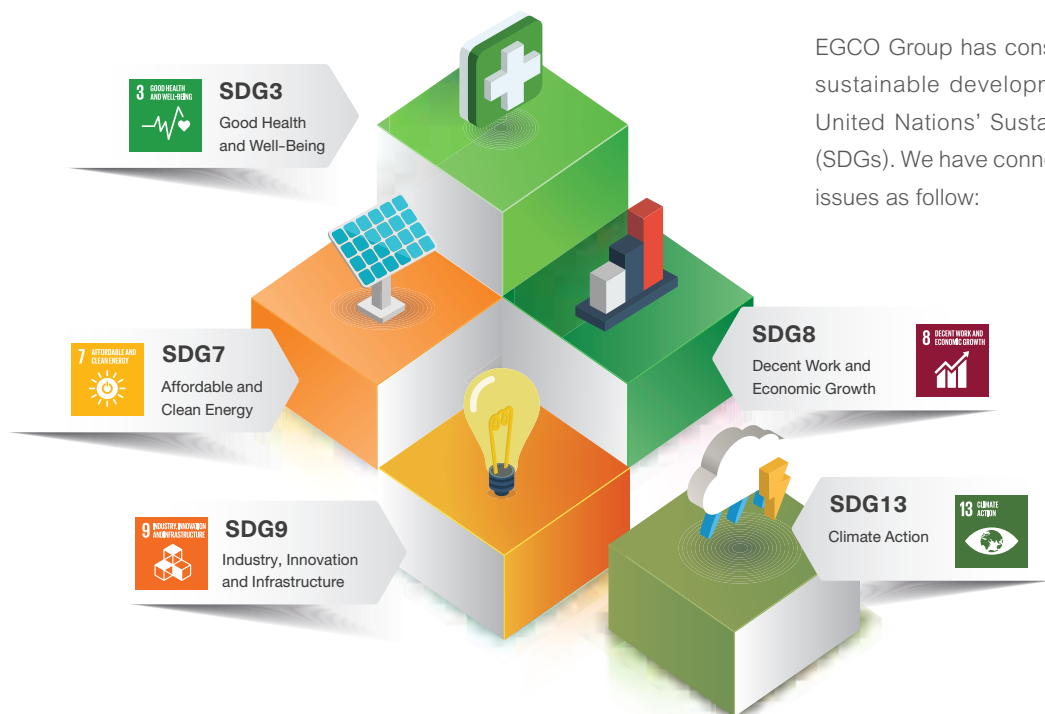 EGCO Group has cons
sustainable developm
United Nations' Susta
(SDGs). We have conne
issues as follow:
3 GOOD HEALTH
AND WELL-BEING
SDG3
Good Health
and Well-Being
7 AFFORDABLE AND
CLEAN ENERGY
SDG7
Affordable and
Clean Energy
SDG8
Decent Work and
Economic Growth
8 DECENT WORK AND
ECONOMIC GROWTH
9 INDUSTRY, INNOVATION
AND INFRASTRUCTURE
SDG9
Industry, Innovation
and Infrastructure
SDG13
Climate Action
13 CLIMATE
ACTION